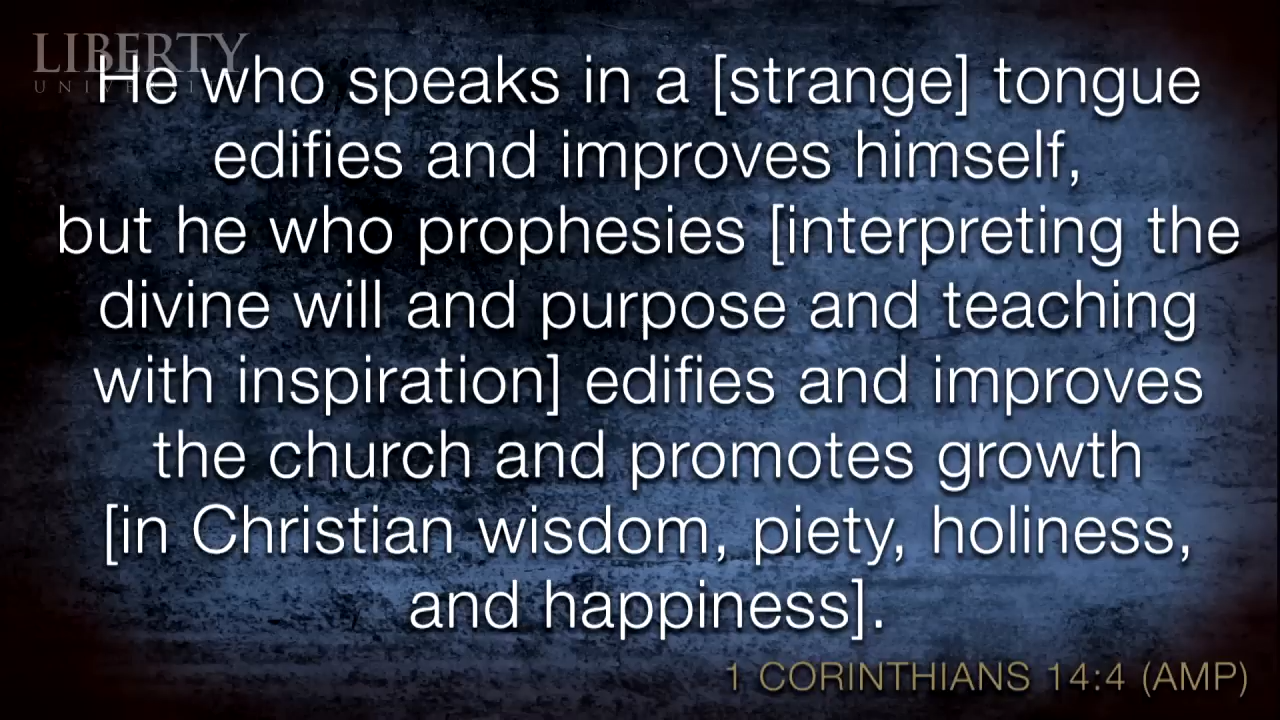 LIBERTY
UNIVERSITY
He who speaks in a [strange] tongue
edifies and improves himself,
but he who prophesies [interpreting the
divine will and purpose and teaching
with inspiration] edifies and improves
the church and promotes growth
[in Christian wisdom, piety, holiness,
and happiness].
1 CORINTHIANS 14:4 (AMP)